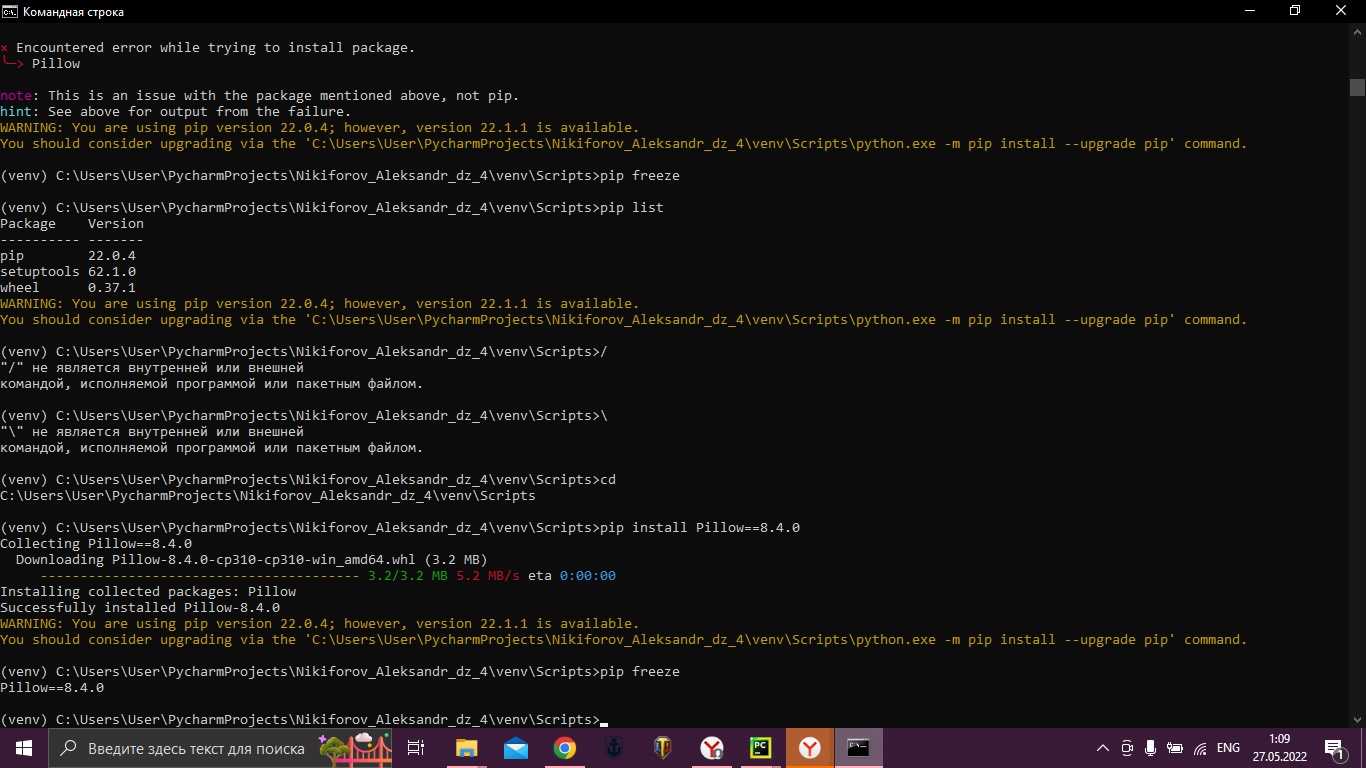 Командная строка
× Encountered error while trying to install package.
╰─> Pillow
note: This is an issue with the package mentioned above, not pip.
hint: See above for output from the failure.
WARNING: You are using pip version 22.0.4; however, version 22.1.1 is available.
You should consider upgrading via the 'C:\Users\User\PycharmProjects\Nikiforov_Aleksandr_dz_4\venv\Scripts\python.exe -m pip install --upgrade pip' command.
(venv) C:\Users\User\PycharmProjects\Nikiforov_Aleksandr_dz_4\venv\Scripts>pip freeze
(venv) C:\Users\User\PycharmProjects\Nikiforov_Aleksandr_dz_4\venv\Scripts>pip list
Package    Version
---------- -------
pip        22.0.4
setuptools 62.1.0
wheel      0.37.1
WARNING: You are using pip version 22.0.4; however, version 22.1.1 is available.
You should consider upgrading via the 'C:\Users\User\PycharmProjects\Nikiforov_Aleksandr_dz_4\venv\Scripts\python.exe -m pip install --upgrade pip' command.
(venv) C:\Users\User\PycharmProjects\Nikiforov_Aleksandr_dz_4\venv\Scripts>/
"/" не является внутренней или внешней
командой, исполняемой программой или пакетным файлом.
(venv) C:\Users\User\PycharmProjects\Nikiforov_Aleksandr_dz_4\venv\Scripts>\
"\" не является внутренней или внешней
командой, исполняемой программой или пакетным файлом.
(venv) C:\Users\User\PycharmProjects\Nikiforov_Aleksandr_dz_4\venv\Scripts>cd
C:\Users\User\PycharmProjects\Nikiforov_Aleksandr_dz_4\venv\Scripts
(venv) C:\Users\User\PycharmProjects\Nikiforov_Aleksandr_dz_4\venv\Scripts>pip install Pillow==8.4.0
Collecting Pillow==8.4.0
  Downloading Pillow-8.4.0-cp310-cp310-win_amd64.whl (3.2 MB)
     ---------------------------------------- 3.2/3.2 MB 5.2 MB/s eta 0:00:00
Installing collected packages: Pillow
Successfully installed Pillow-8.4.0
WARNING: You are using pip version 22.0.4; however, version 22.1.1 is available.
You should consider upgrading via the 'C:\Users\User\PycharmProjects\Nikiforov_Aleksandr_dz_4\venv\Scripts\python.exe -m pip install --upgrade pip' command.
(venv) C:\Users\User\PycharmProjects\Nikiforov_Aleksandr_dz_4\venv\Scripts>pip freeze
Pillow==8.4.0
(venv) C:\Users\User\PycharmProjects\Nikiforov_Aleksandr_dz_4\venv\Scripts>
Введите здесь текст для поиска
PC
ENG
1:09
27.05.2022
1